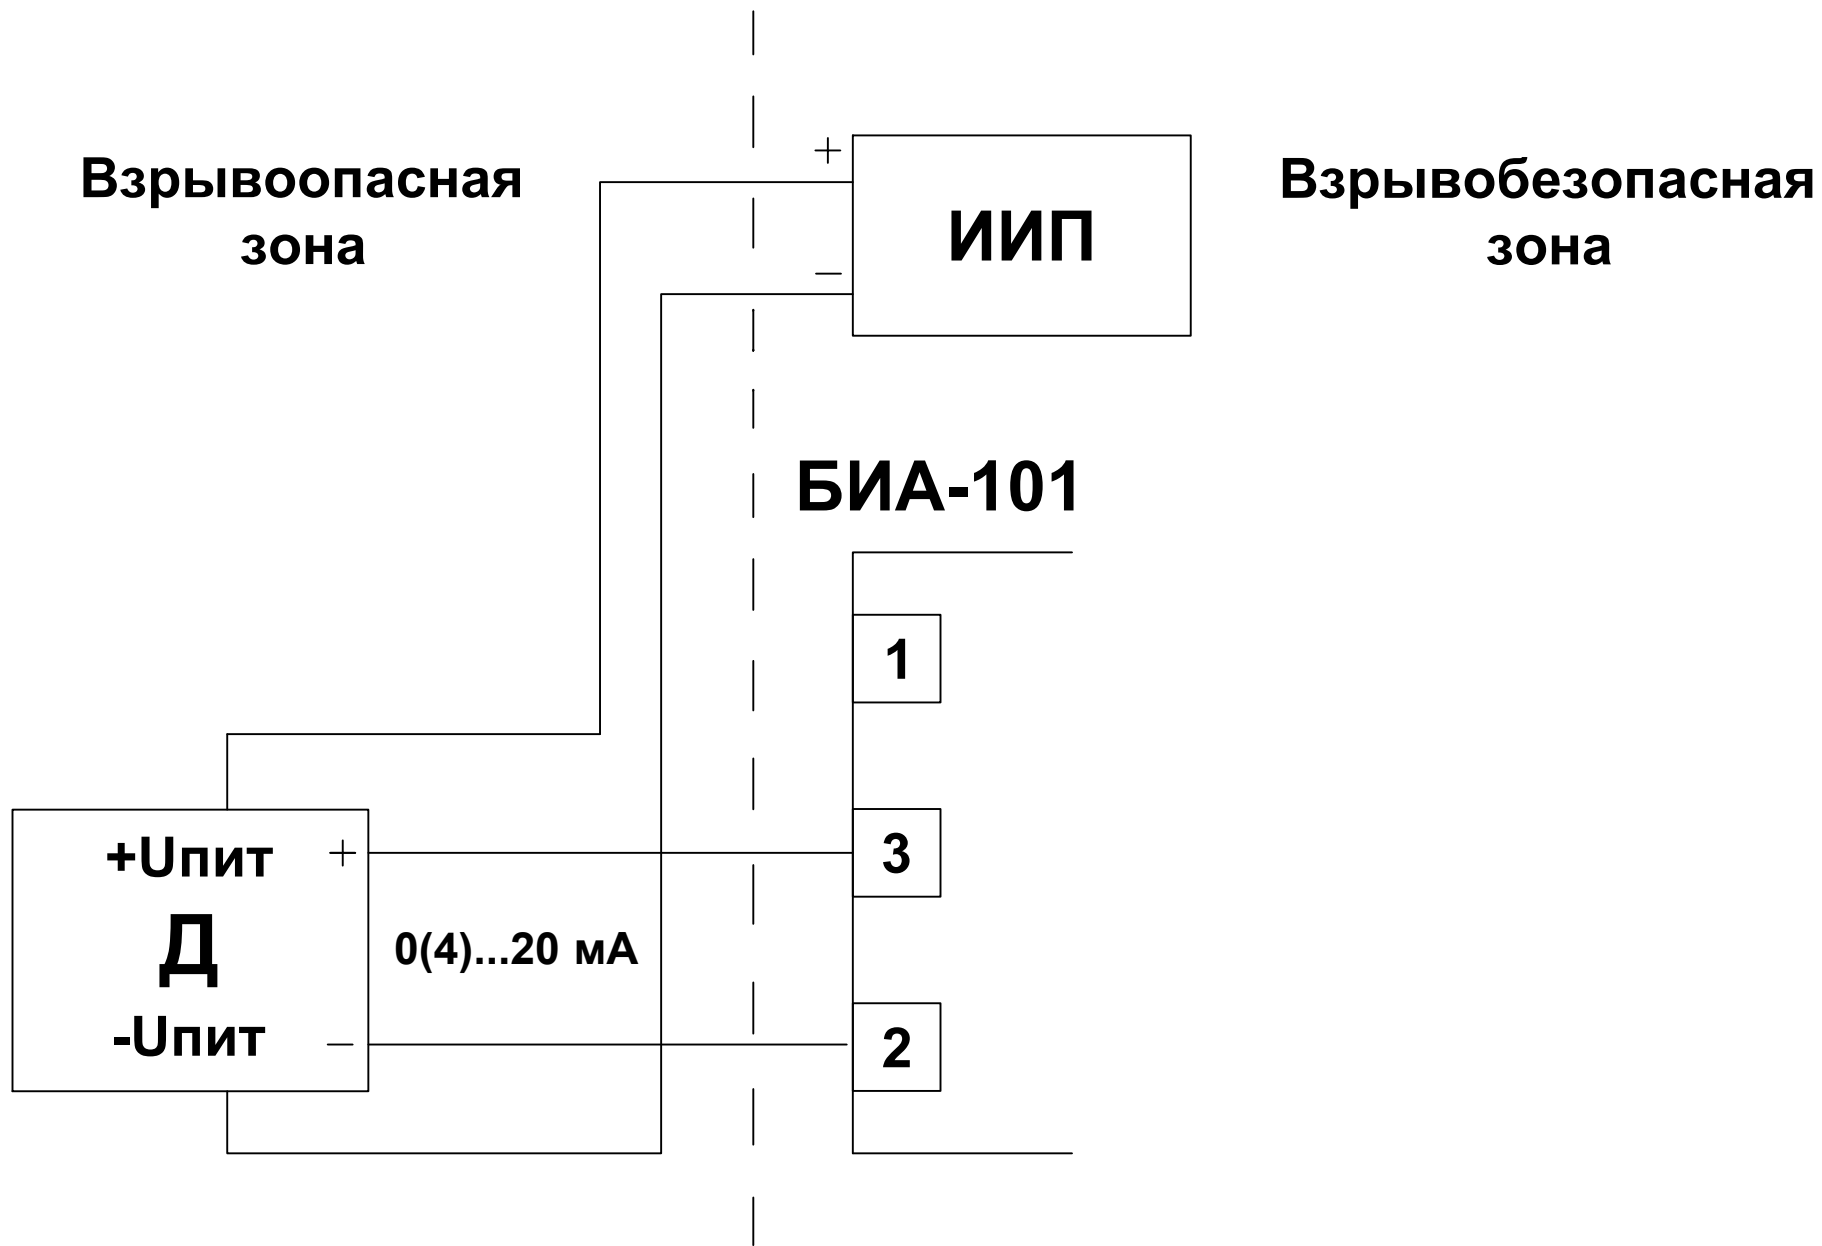 Взрывоопасная
зона
+
ИИП
–
Взрывобезопасная
зона
БИА-101
1
+Uпит +
3
Д
0(4)...20 мА
-Uпит –
2